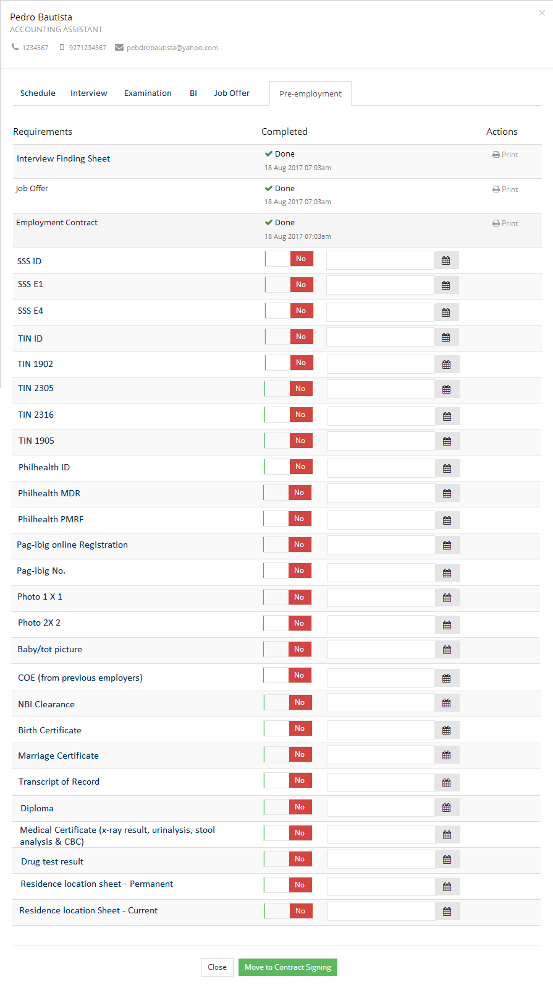 Pedro Bautista
×
ACCOUNTING ASSISTANT
1234567 9271234567 pebdrobautista@yahoo.com
Schedule Interview Examination BI Job Offer Pre-employment
Requirements Completed Actions
Interview Finding Sheet Done Print
18 Aug 2017 07:03am
Job Offer Done Print
18 Aug 2017 07:03am
Employment Contract Done Print
18 Aug 2017 07:03am
SSS ID No
SSS E1 No
SSS E4 No
TIN ID No
TIN 1902 No
TIN 2305 No
TIN 2316 No
TIN 1905 No
Philhealth ID No
Philhealth MDR No
Philhealth PMRF No
Pag-ibig online Registration No
Pag-ibig No. No
Photo 1 X 1 No
Photo 2X 2 No
Baby/tot picture No
COE (from previous employers) No
NBI Clearance No
Birth Certificate No
Marriage Certificate No
Transcript of Record No
Diploma No
Medical Certificate (x-ray result, urinalysis, stool No
analysis & CBC)
Drug test result No
Residence location sheet - Permanent No
Residence location Sheet - Current No
Close Move to Contract Signing